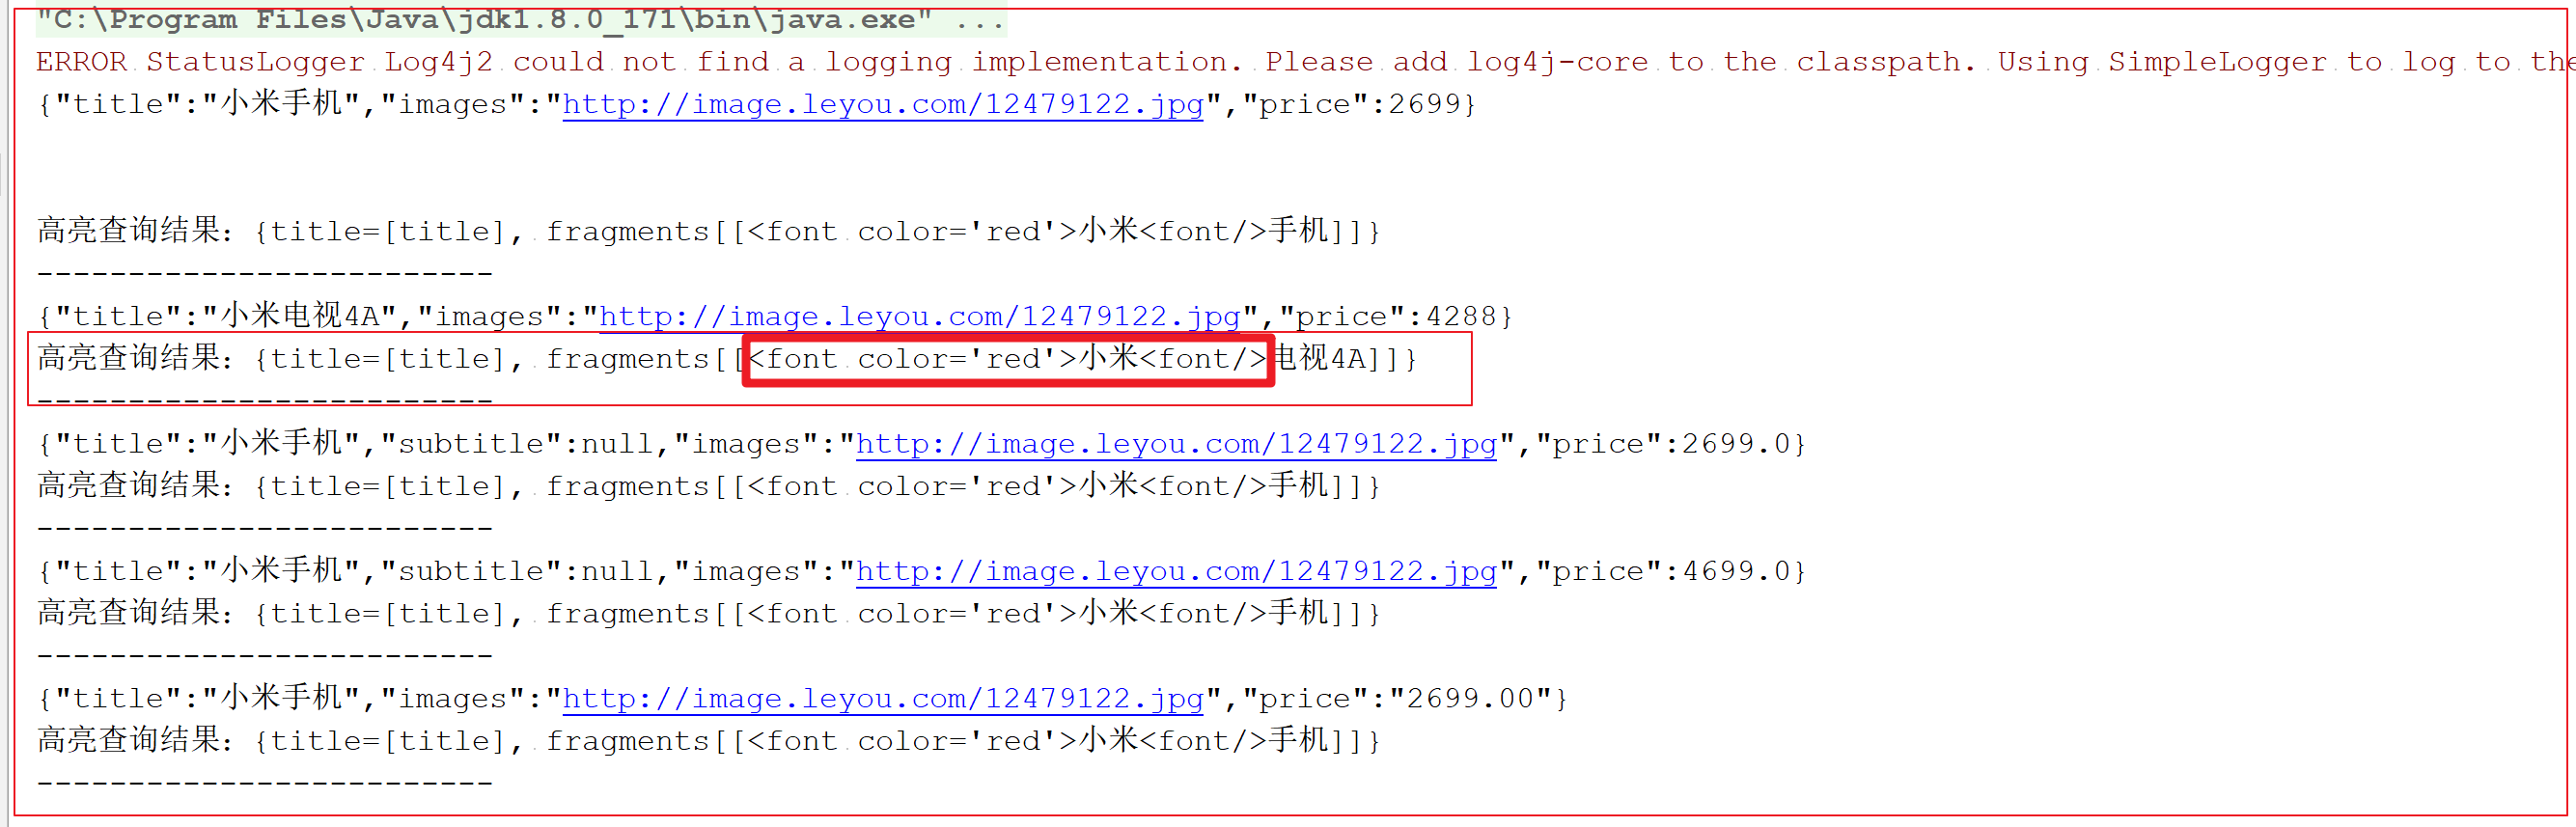 "C:\Program Files\Java\jdk1.8.0_171\bin\java.exe" ...
ERROR StatusLogger Log4j2 could not find a logging implementation. Please add log4j-core to the classpath. Using SimpleLogger to log to the
{"title":"小米手机","images":"http://image.leyou.com/12479122.jpg","price":2699}
高亮查询结果：{title=[title], fragments[[<font color='red'>小米<font/>手机]]}
-------------------------
{"title":"小米电视4A","images":"http://image.leyou.com/12479122.jpg","price":4288}
高亮查询结果：{title=[title], fragments[[<font color='red'>小米<font/>电视4A]]}
-------------------------
{"title":"小米手机","subtitle":null,"images":"http://image.leyou.com/12479122.jpg","price":2699.0}
高亮查询结果：{title=[title], fragments[[<font color='red'>小米<font/>手机]]}
-------------------------
{"title":"小米手机","subtitle":null,"images":"http://image.leyou.com/12479122.jpg","price":4699.0}
高亮查询结果：{title=[title], fragments[[<font color='red'>小米<font/>手机]]}
-------------------------
{"title":"小米手机","images":"http://image.leyou.com/12479122.jpg","price":"2699.00"}
高亮查询结果：{title=[title], fragments[[<font color='red'>小米<font/>手机]]}
-------------------------